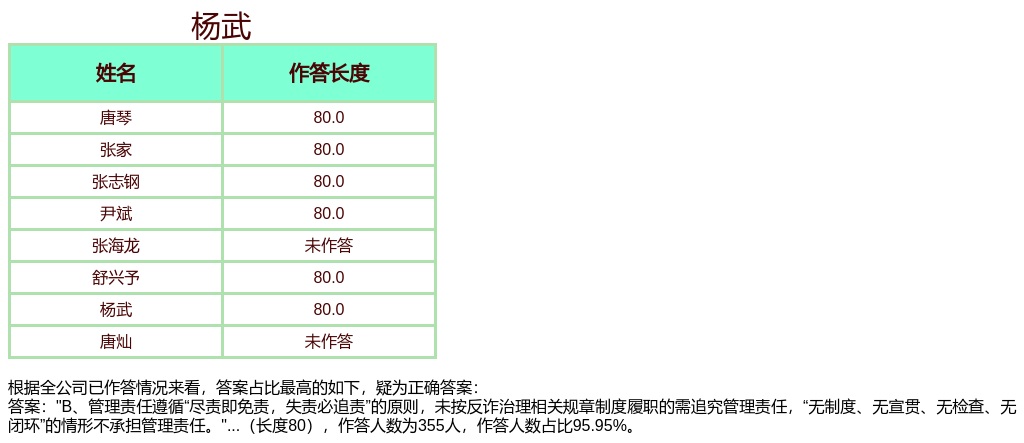 杨武
姓名 作答长度
唐琴 80.0
张家 80.0
张志钢 80.0
尹斌 80.0
张海龙 未作答
舒兴予 80.0
杨武 80.0
唐灿 未作答
根据全公司已作答情况来看，答案占比最高的如下，疑为正确答案：
答案："B、管理责任遵循“尽责即免责，失责必追责”的原则，未按反诈治理相关规章制度履职的需追究管理责任，“无制度、无宣贯、无检查、无
闭环”的情形不承担管理责任。"...（长度80），作答人数为355人，作答人数占比95.95%。